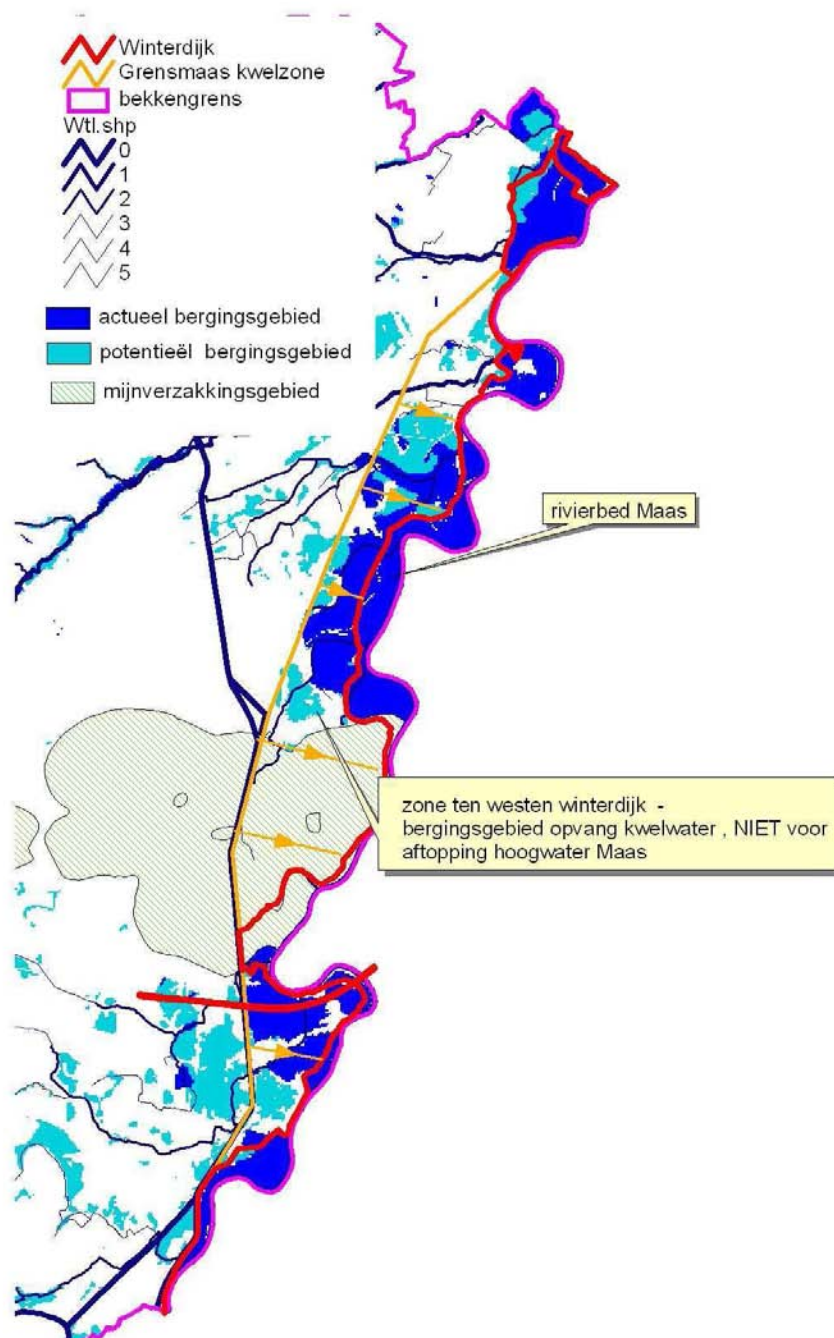 Winterdijk
Grensmaas kwelzone
bekkengrens
Wtl.shp
0
1
2
3
4
5
actueel bergingsgebied
potentieël bergingsgebied
mijnverzakkingsgebied
rivierbed Maas
zone ten westen winterdijk -
bergingsgebied opvang kwelwater , NIET voor
aftopping hoogwater Maas